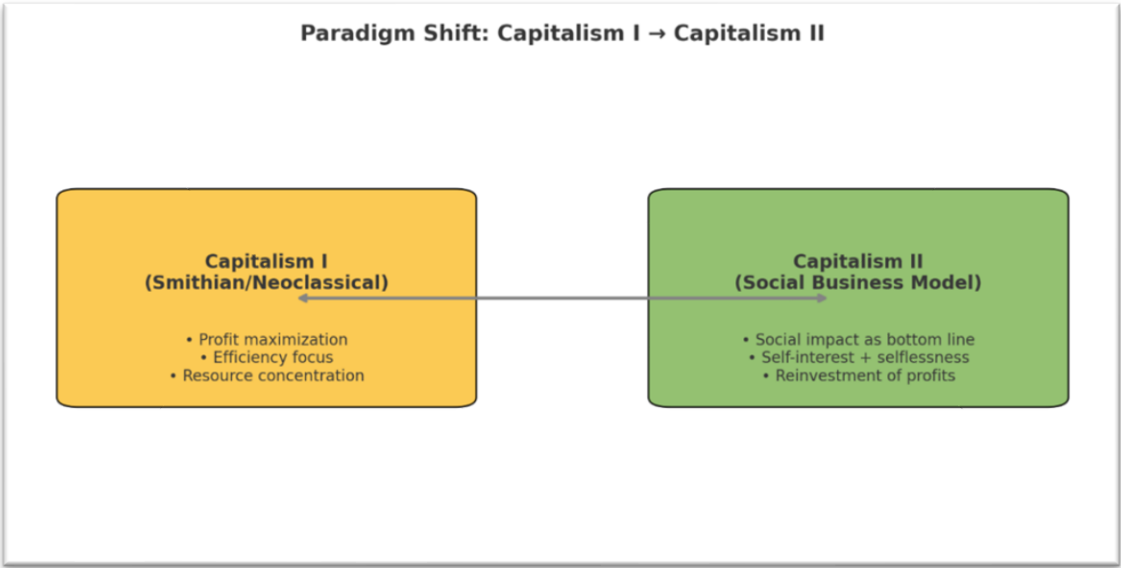 Paradigm Shift: Capitalism I → Capitalism II
Capitalism I
(Smithian/Neoclassical)
• Profit maximization
• Efficiency focus
• Resource concentration
Capitalism II
(Social Business Model)
• Social impact as bottom line
• Self-interest + selflessness
• Reinvestment of profits